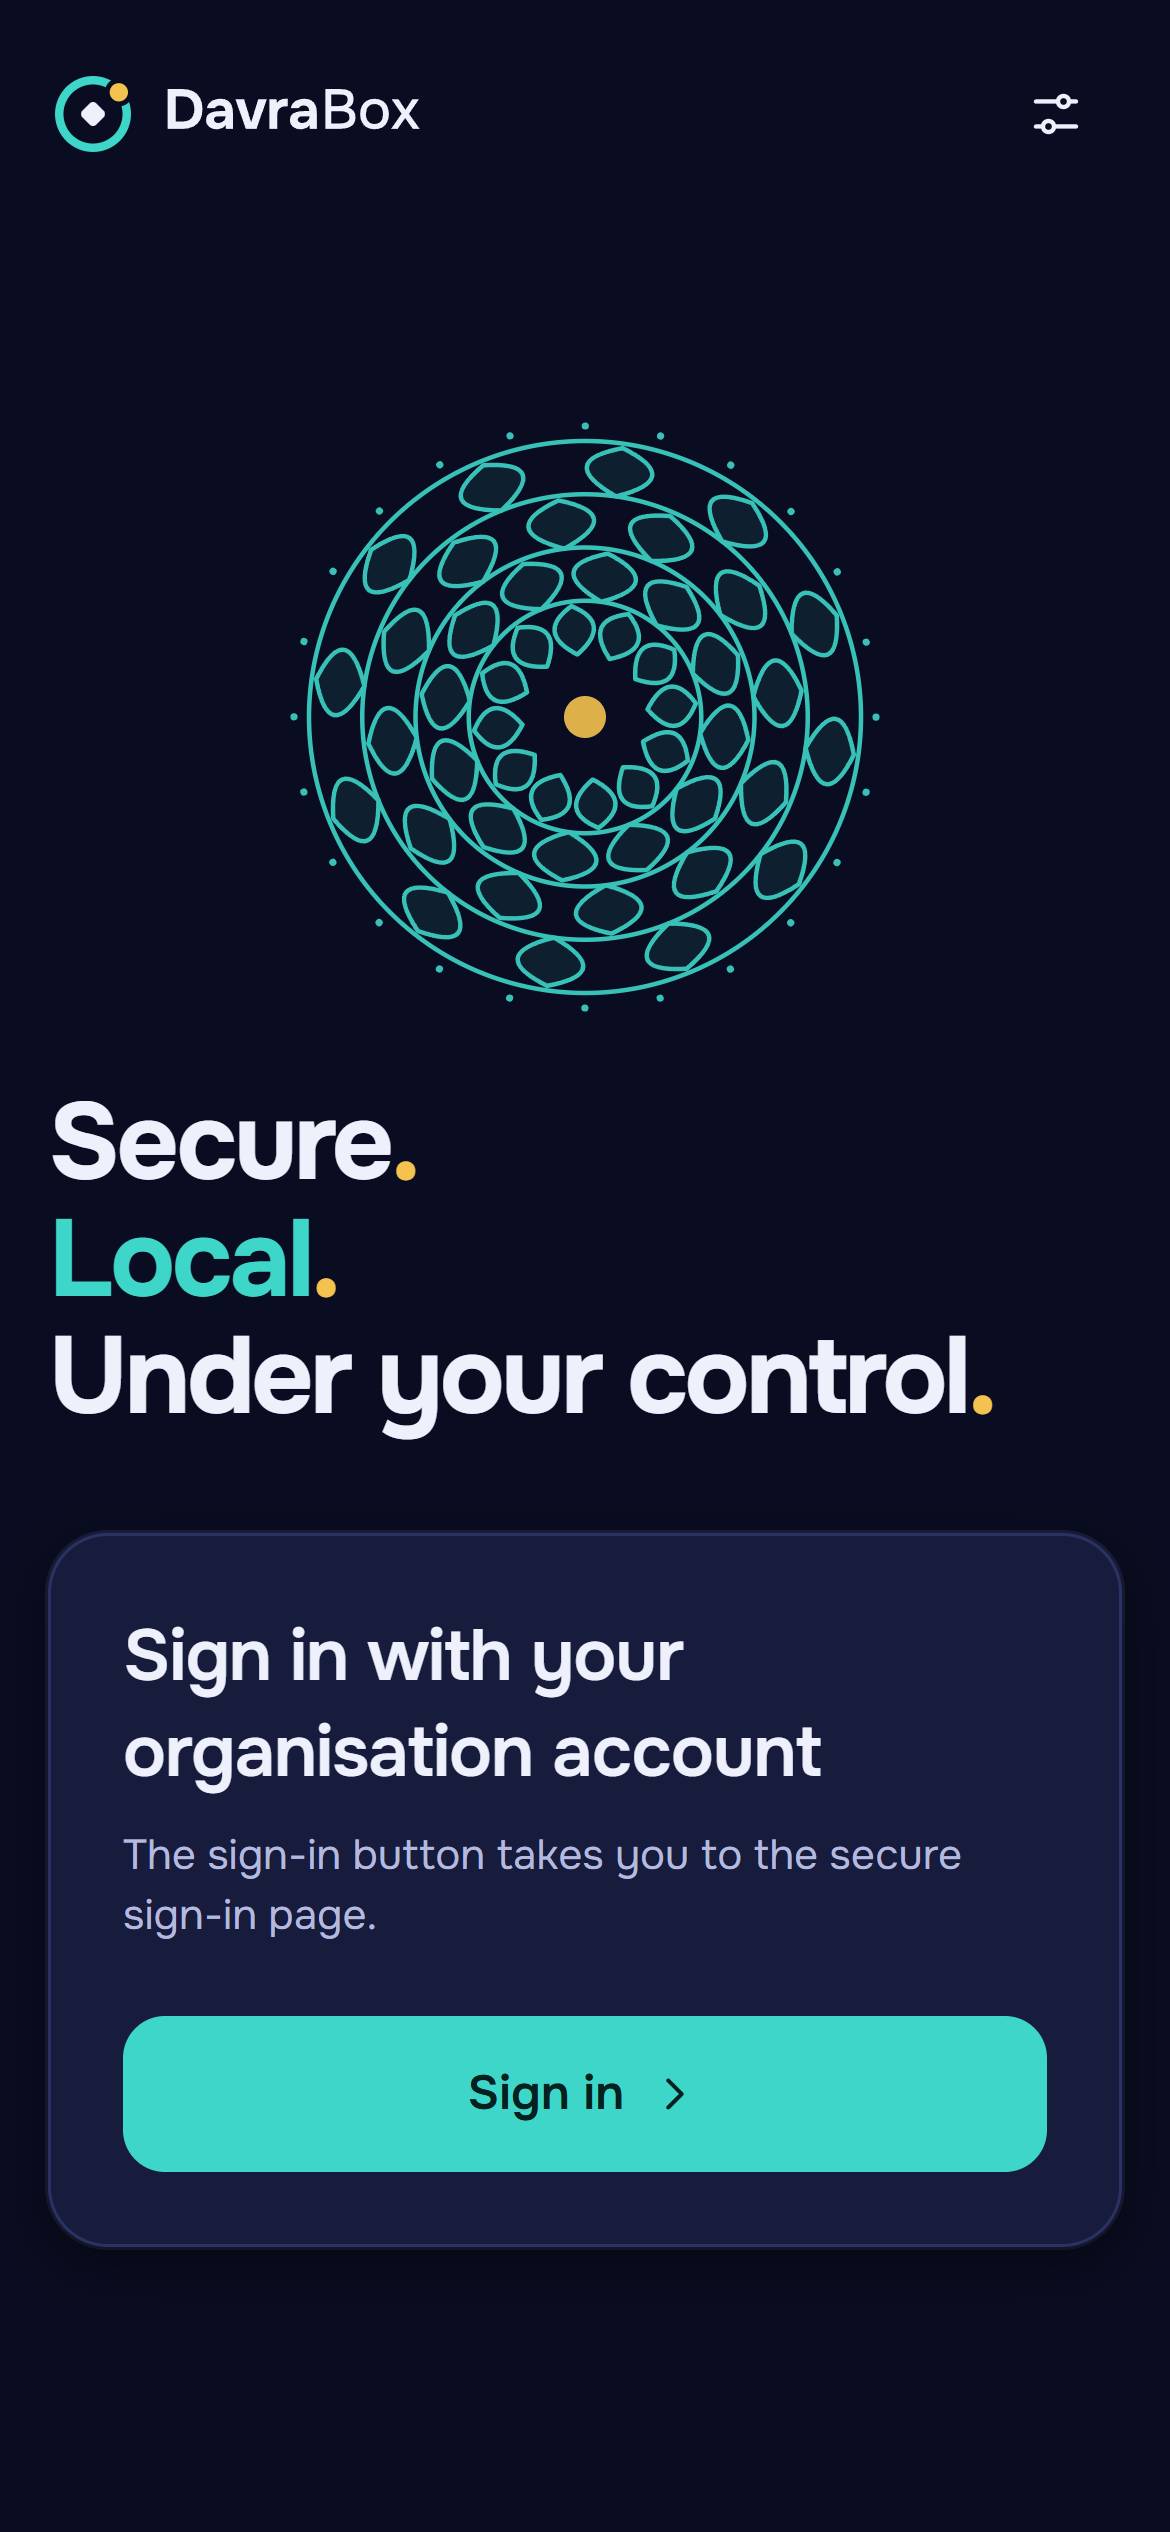 DavraBox
Secure.
Local.
Under your control.
Sign in with your
organisation account
The sign-in button takes you to the secure
sign-in page.
Sign in